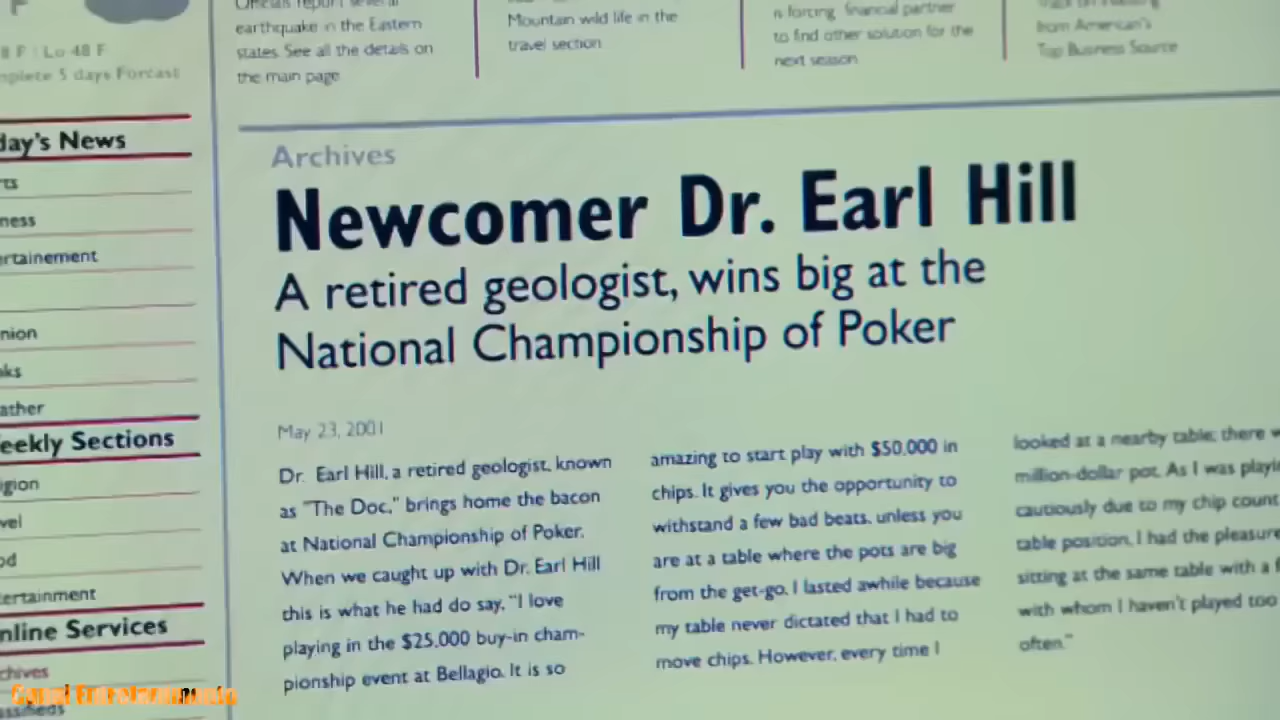 8 F | Lo 48 F
5 days Forcast
earthquake in the Eastern
states. See all the details on
the main page
Mountain wild life in the
travel section
is forcing financial partner
to find other solution for the
next season
from American's
Top Business Source
day's News
rts
ness
ertainement
nion
oks
ather
eekly Sections
igion
vel
od
tertainment
nline Services
chives
Archives
Newcomer Dr. Earl Hill
A retired geologist, wins big at the
National Championship of Poker
May 23, 2001
Dr. Earl Hill, a retired geologist, known
as "The Doc," brings home the bacon
at National Championship of Poker.
When we caught up with Dr. Earl Hill
this is what he had do say, "I love
playing in the $25,000 buy-in cham-
pionship event at Bellagio. It is so
amazing to start play with $50,000 in
chips. It gives you the opportunity to
withstand a few bad beats, unless you
are at a table where the pots are big
from the get-go. I lasted awhile because
my table never dictated that I had to
move chips. However, every time I
looked at a nearby table; there w
million-dollar pot. As I was playi
cautiously due to my chip count
table position, I had the pleasure
sitting at the same table with a f
with whom I haven't played too
often."